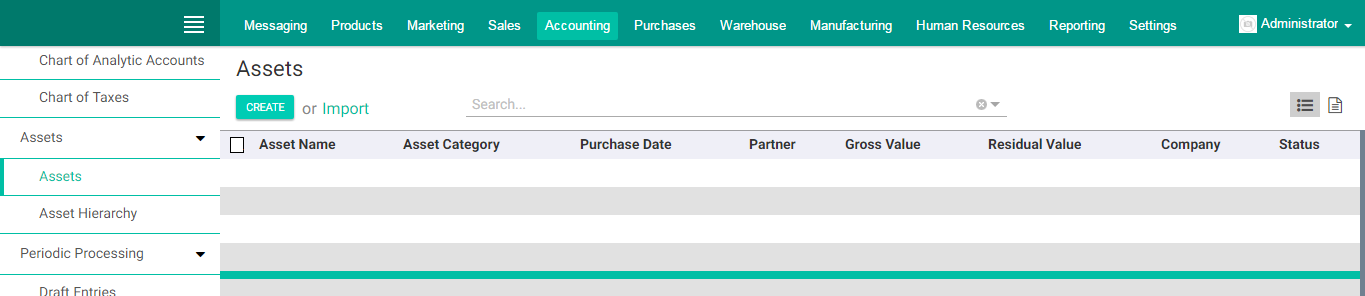 Messaging Products Marketing Sales Accounting Purchases Warehouse Manufacturing Human Resources Reporting Settings Administrator
Chart of Analytic Accounts
Chart of Taxes
Assets
Assets
Asset Hierarchy
Periodic Processing
Draft Entries
Assets
CREATE or Import Search...
Asset Name Asset Category Purchase Date Partner Gross Value Residual Value Company Status